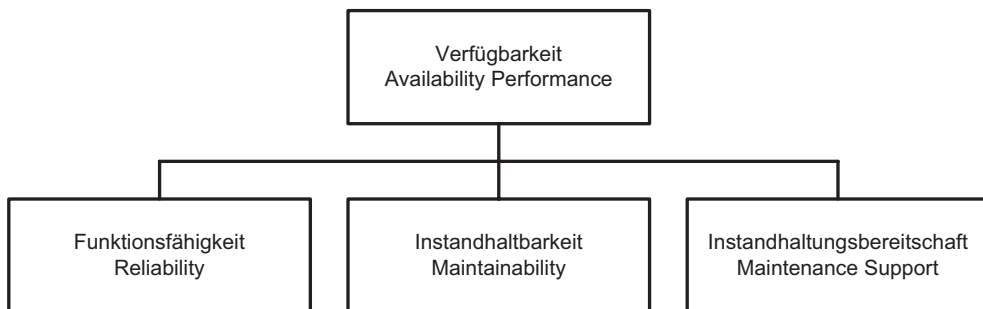 Verfügbarkeit
Availability Performance
Funktionsfähigkeit
Reliability
Instandhaltbarkeit
Maintainability
Instandhaltungsbereitschaft
Maintenance Support